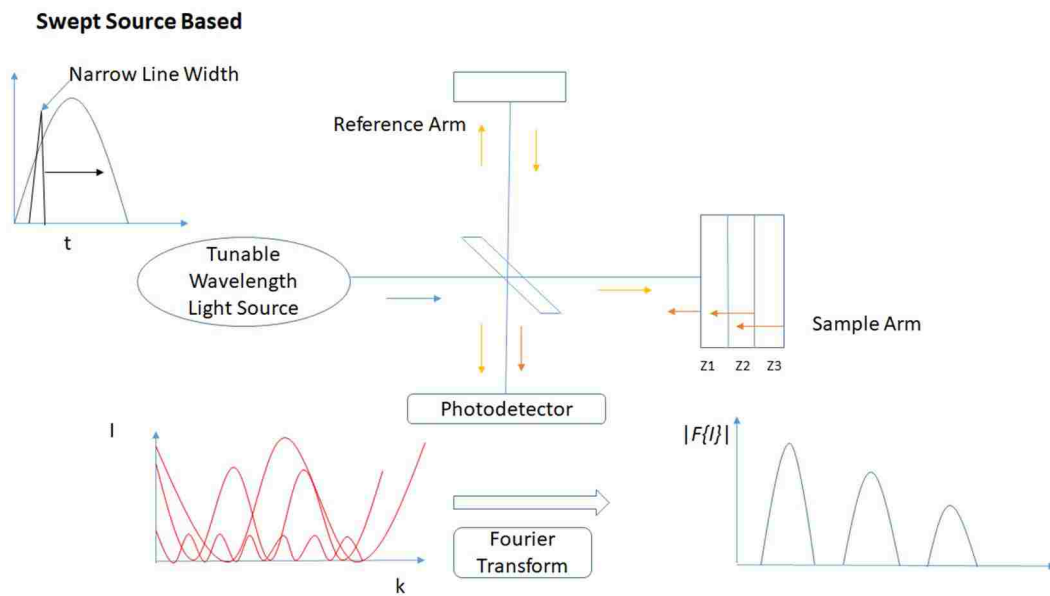 Swept Source Based
Narrow Line Width
Reference Arm
t
Tunable
Wavelength
Light Source
Sample Arm
Z1 Z2 Z3
Photodetector
I
|F{I}|
Fourier
Transform
k